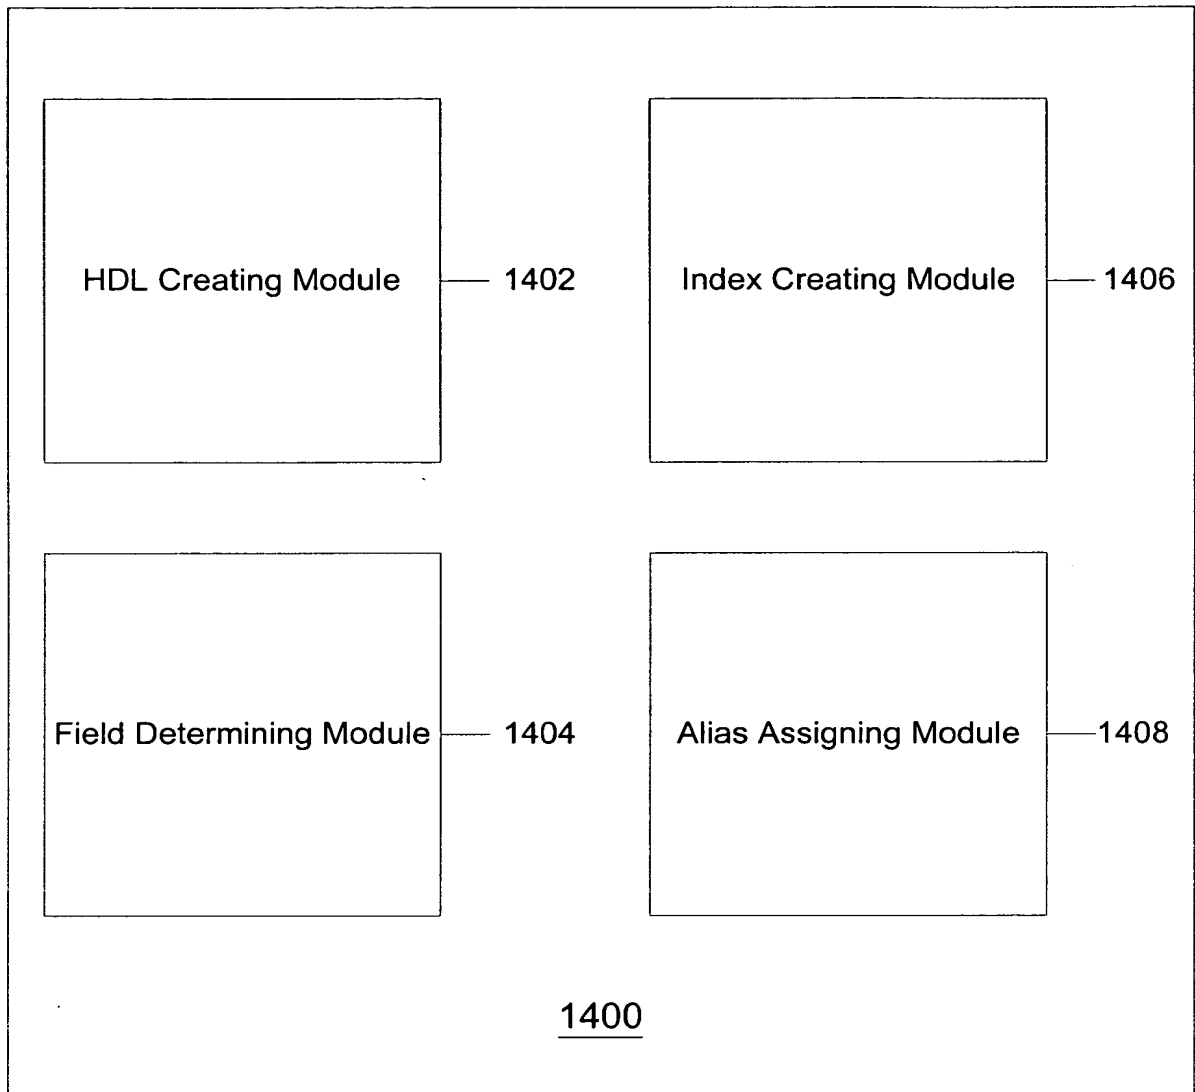 HDL Creating Module 1402
Index Creating Module 1406
Field Determining Module 1404
Alias Assigning Module 1408
1400